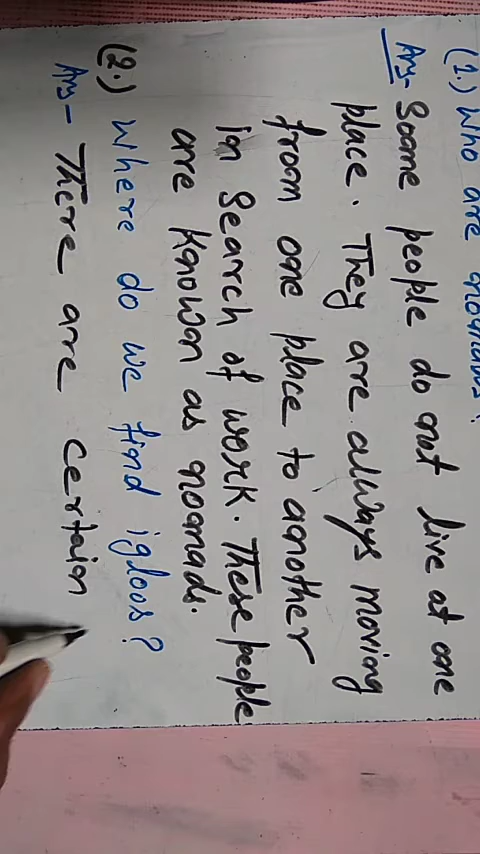 (1.) Who are nomads?
Ans- Some people do not live at one
place. They are always moving
from one place to another
in search of work. These people
are known as nomads.
(2.) Where do we find igloos?
Ans- There are certain